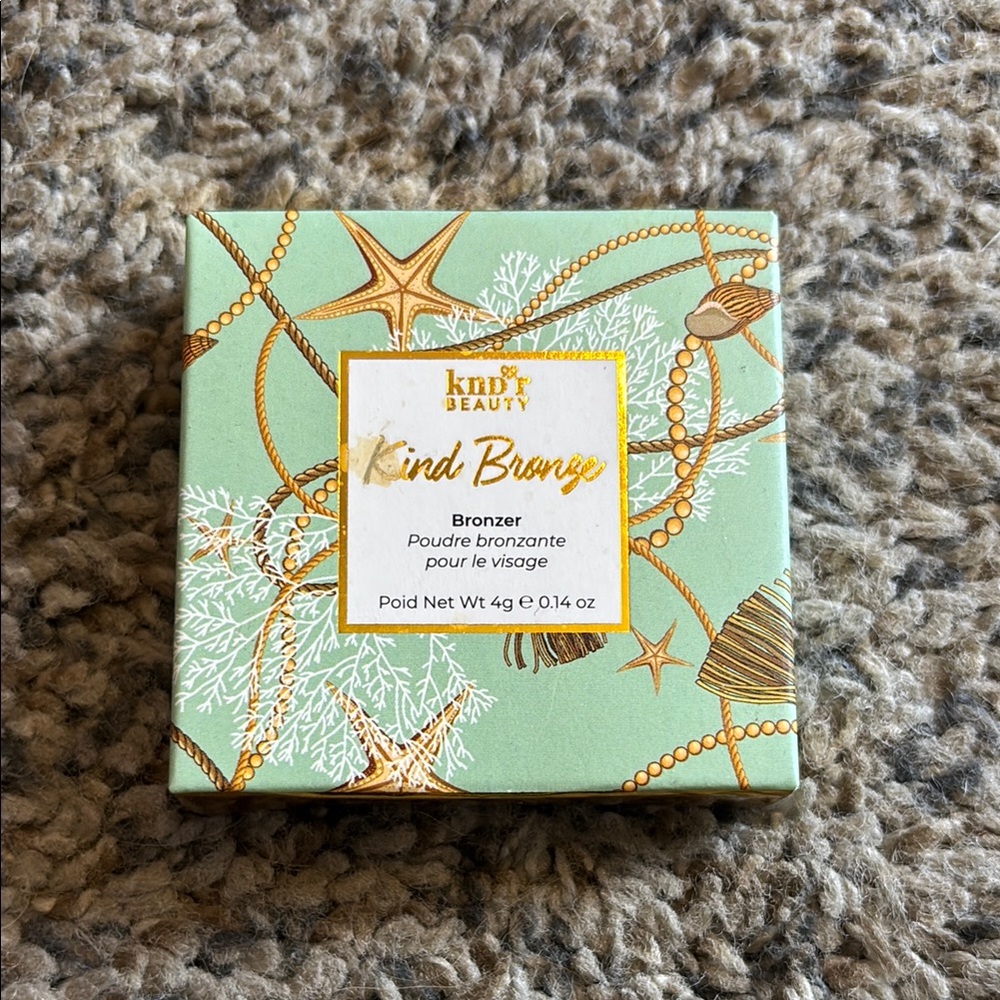 knd'r
BEAUTY
Kind Bronze
Bronzer
Poudre bronzante
pour le visage
Poid Net Wt 4g ℮ 0.14 oz